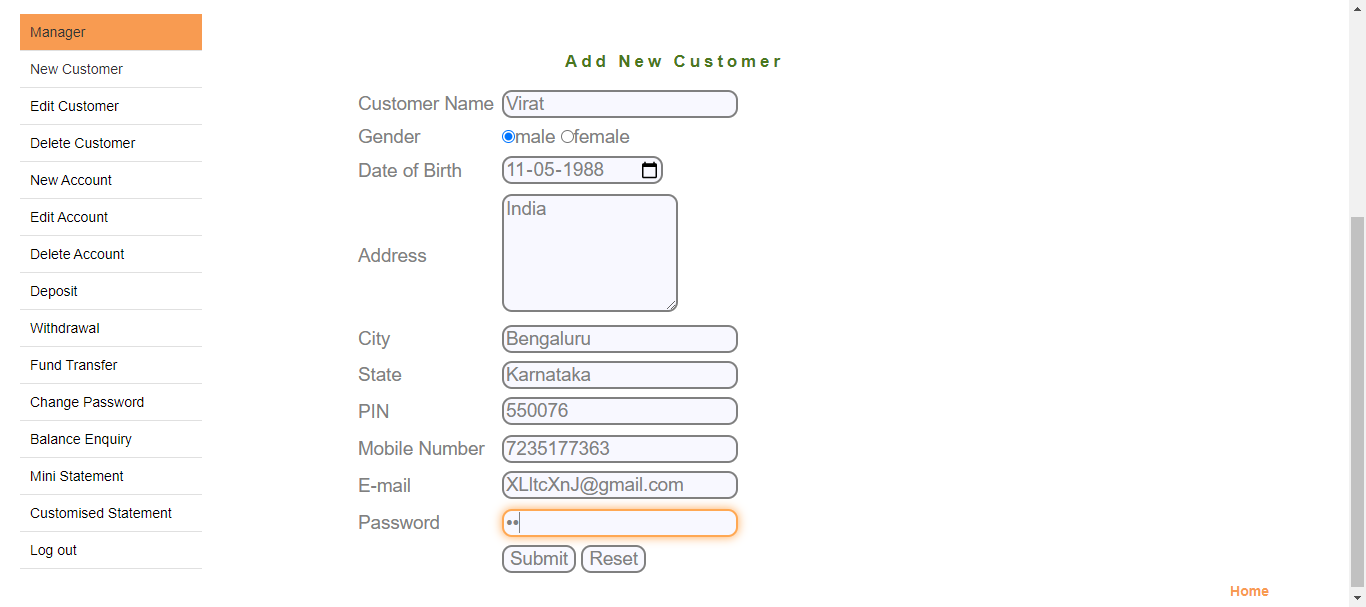 Manager
New Customer
Edit Customer
Delete Customer
New Account
Edit Account
Delete Account
Deposit
Withdrawal
Fund Transfer
Change Password
Balance Enquiry
Mini Statement
Customised Statement
Log out
Add New Customer
Customer Name Virat
Gender male female
Date of Birth 11-05-1988
Address India
City Bengaluru
State Karnataka
PIN 550076
Mobile Number 7235177363
E-mail XLltcXnJ@gmail.com
Password ••
Submit Reset
Home